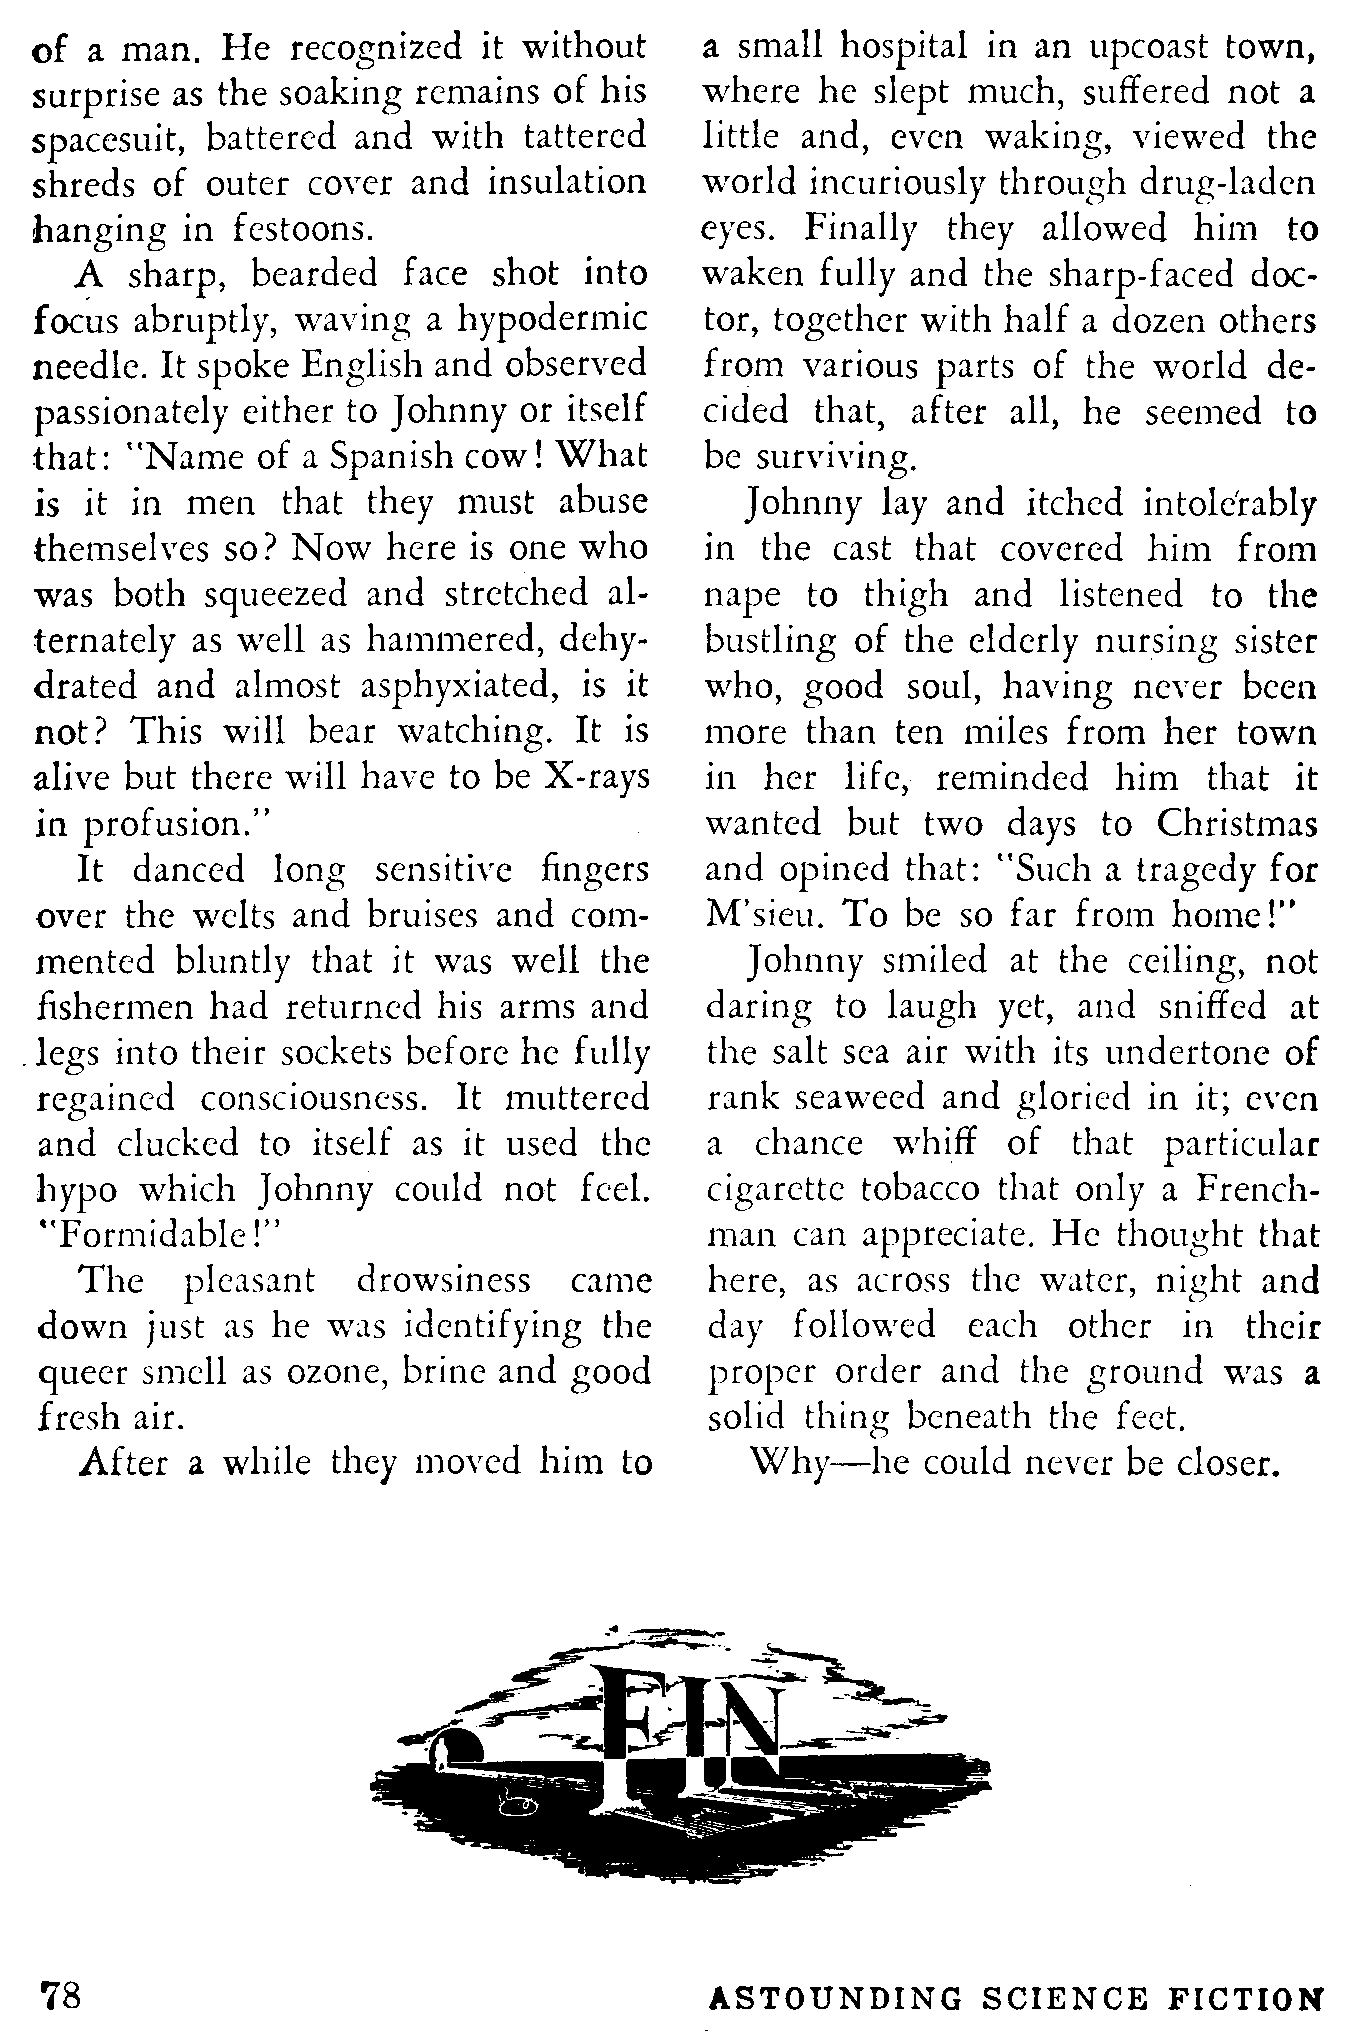 of a man. He recognized it without
surprise as the soaking remains of his
spacesuit, battered and with tattered
shreds of outer cover and insulation
hanging in festoons.
A sharp, bearded face shot into
focus abruptly, waving a hypodermic
needle. It spoke English and observed
passionately either to Johnny or itself
that: "Name of a Spanish cow! What
is it in men that they must abuse
themselves so? Now here is one who
was both squeezed and stretched al-
ternately as well as hammered, dehy-
drated and almost asphyxiated, is it
not? This will bear watching. It is
alive but there will have to be X-rays
in profusion."
It danced long sensitive fingers
over the welts and bruises and com-
mented bluntly that it was well the
fishermen had returned his arms and
legs into their sockets before he fully
regained consciousness. It muttered
and clucked to itself as it used the
hypo which Johnny could not feel.
"Formidable!"
The pleasant drowsiness came
down just as he was identifying the
queer smell as ozone, brine and good
fresh air.
After a while they moved him to
a small hospital in an upcoast town,
where he slept much, suffered not a
little and, even waking, viewed the
world incuriously through drug-laden
eyes. Finally they allowed him to
waken fully and the sharp-faced doc-
tor, together with half a dozen others
from various parts of the world de-
cided that, after all, he seemed to
be surviving.
Johnny lay and itched intolerably
in the cast that covered him from
nape to thigh and listened to the
bustling of the elderly nursing sister
who, good soul, having never been
more than ten miles from her town
in her life, reminded him that it
wanted but two days to Christmas
and opined that: "Such a tragedy for
M'sieu. To be so far from home!"
Johnny smiled at the ceiling, not
daring to laugh yet, and sniffed at
the salt sea air with its undertone of
rank seaweed and gloried in it; even
a chance whiff of that particular
cigarette tobacco that only a French-
man can appreciate. He thought that
here, as across the water, night and
day followed each other in their
proper order and the ground was a
solid thing beneath the feet.
Why—he could never be closer.
FIN
78
ASTOUNDING SCIENCE FICTION